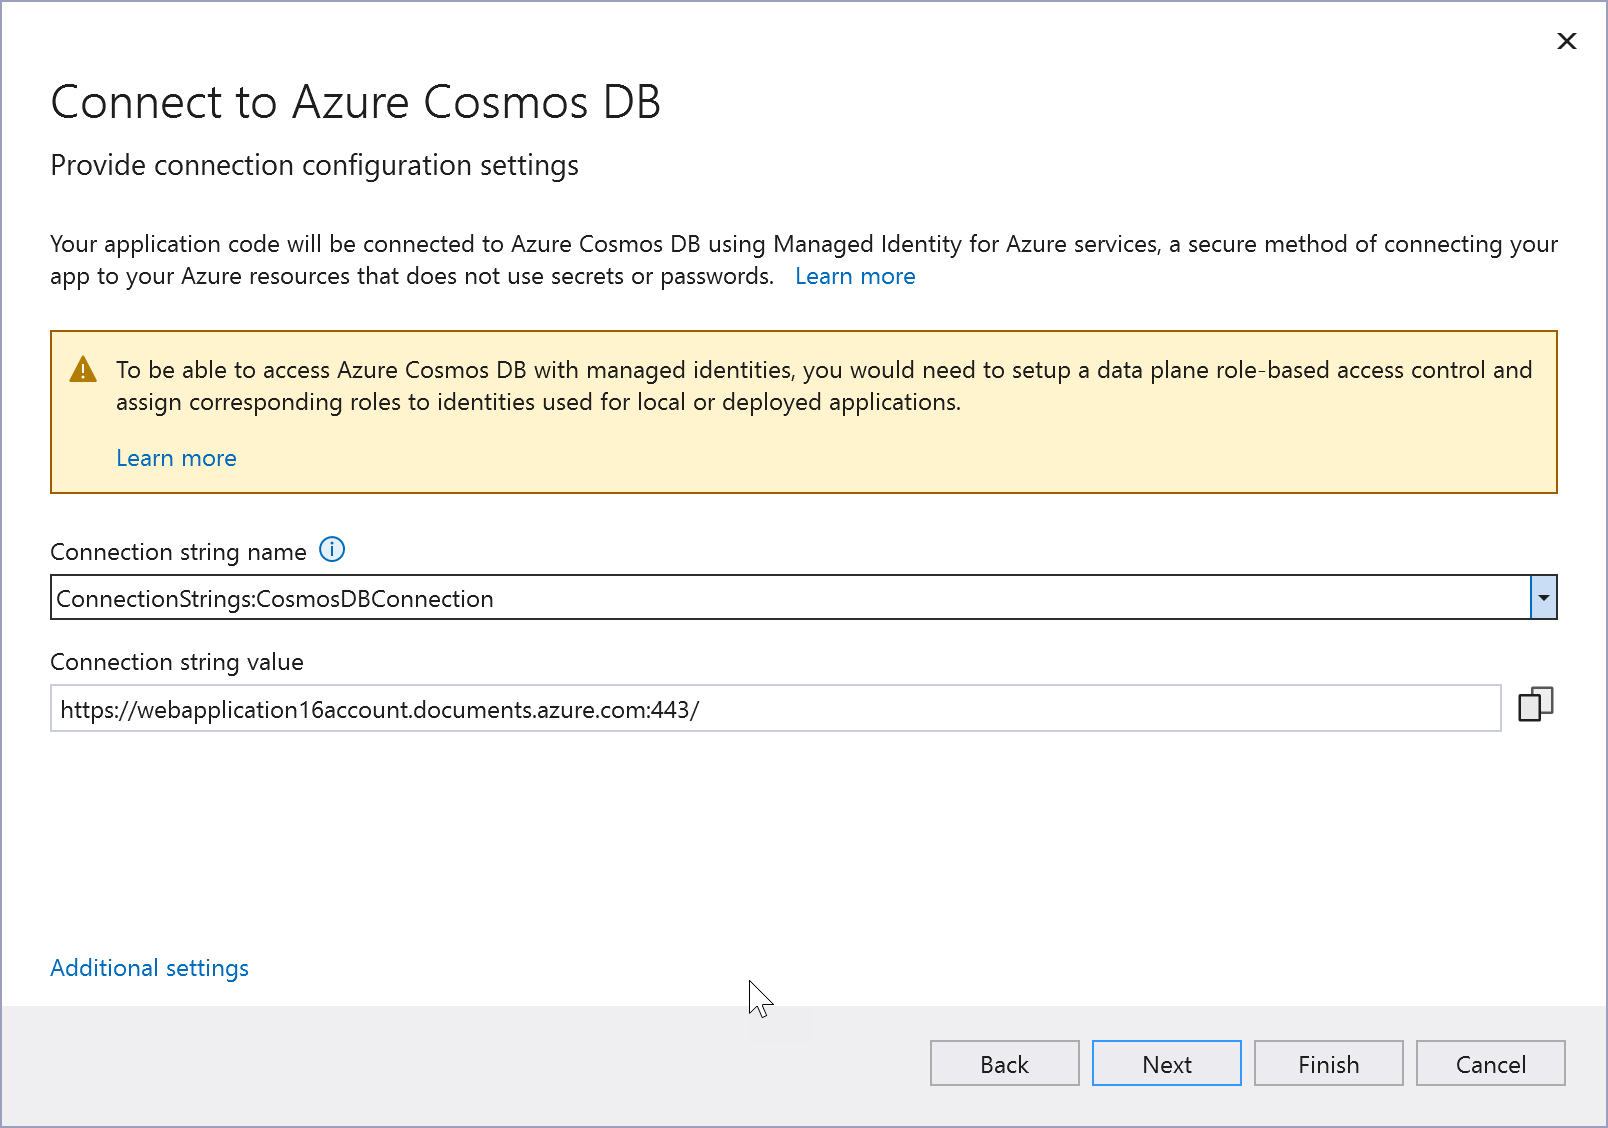 Connect to Azure Cosmos DB
Provide connection configuration settings
Your application code will be connected to Azure Cosmos DB using Managed Identity for Azure services, a secure method of connecting your
app to your Azure resources that does not use secrets or passwords. Learn more
To be able to access Azure Cosmos DB with managed identities, you would need to setup a data plane role-based access control and
assign corresponding roles to identities used for local or deployed applications.
Learn more
Connection string name
ConnectionStrings:CosmosDBConnection
Connection string value
https://webapplication16account.documents.azure.com:443/
Additional settings
Back Next Finish Cancel